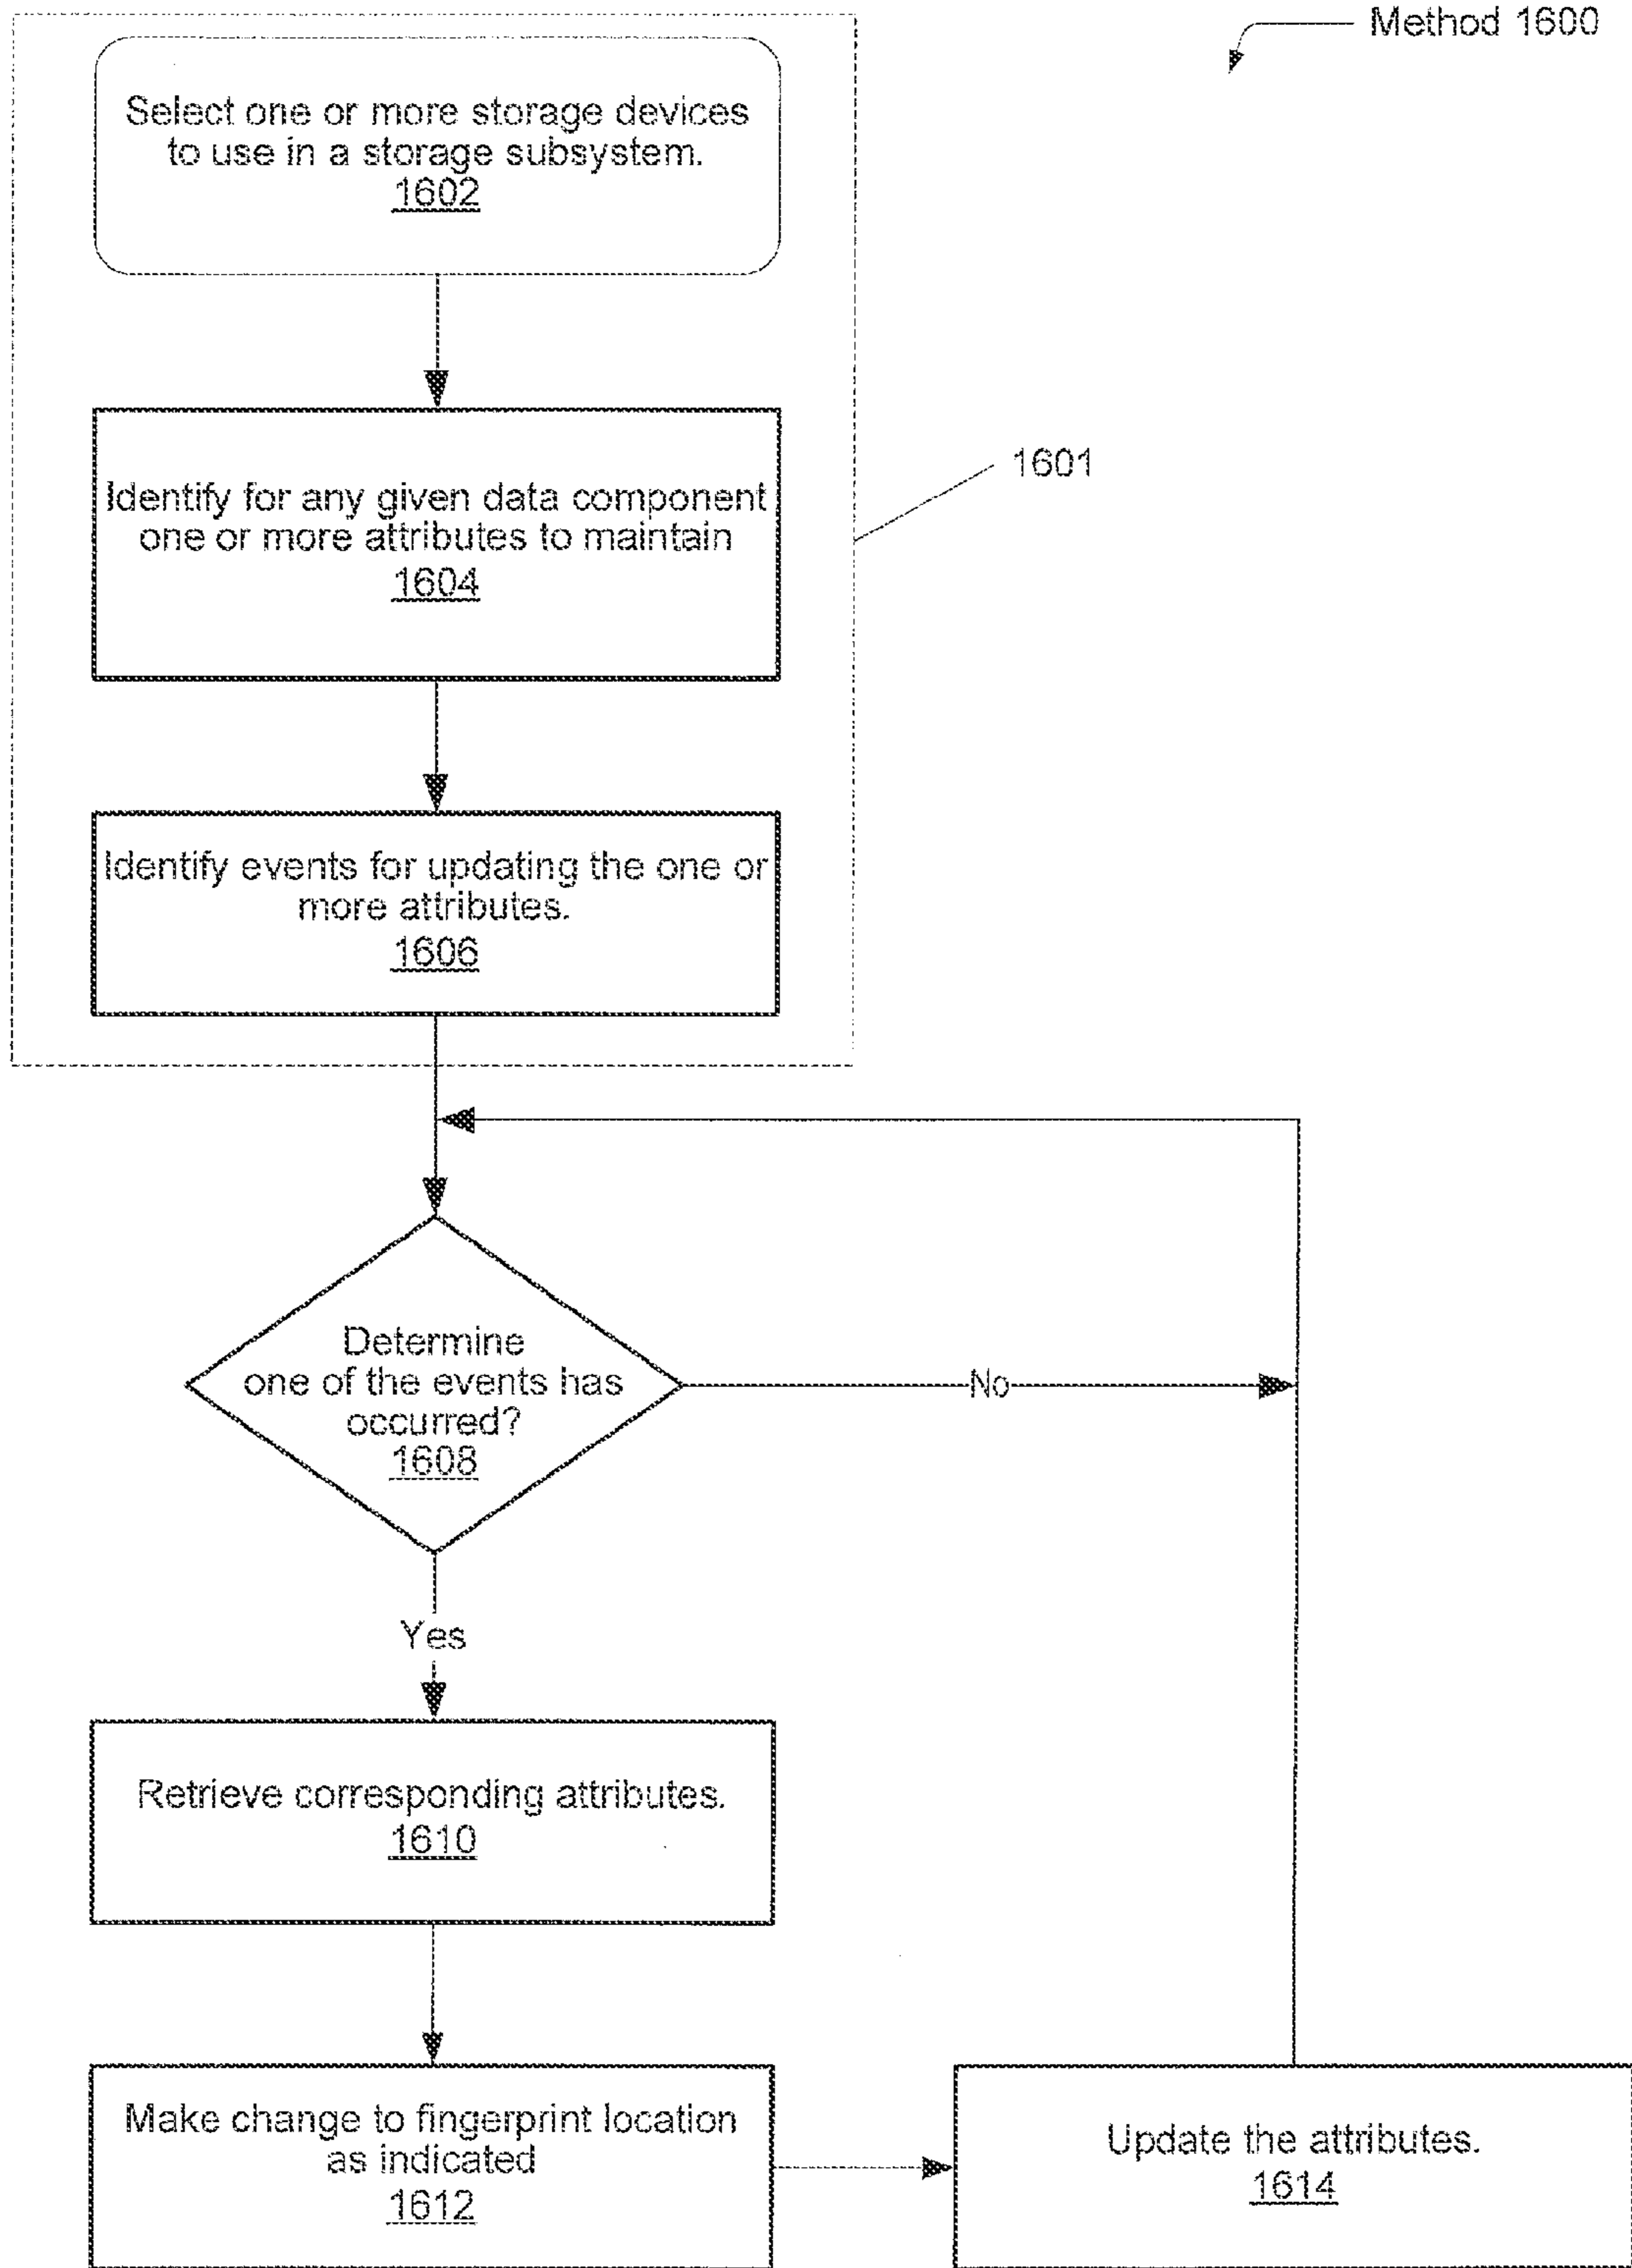 Method 1600
Select one or more storage devices
to use in a storage subsystem.
1602
Identify for any given data component
one or more attributes to maintain
1604
1601
Identify events for updating the one or
more attributes.
1606
Determine
one of the events has
occurred?
1608
No
Yes
Retrieve corresponding attributes.
1610
Make change to fingerprint location
as indicated
1612
Update the attributes.
1614